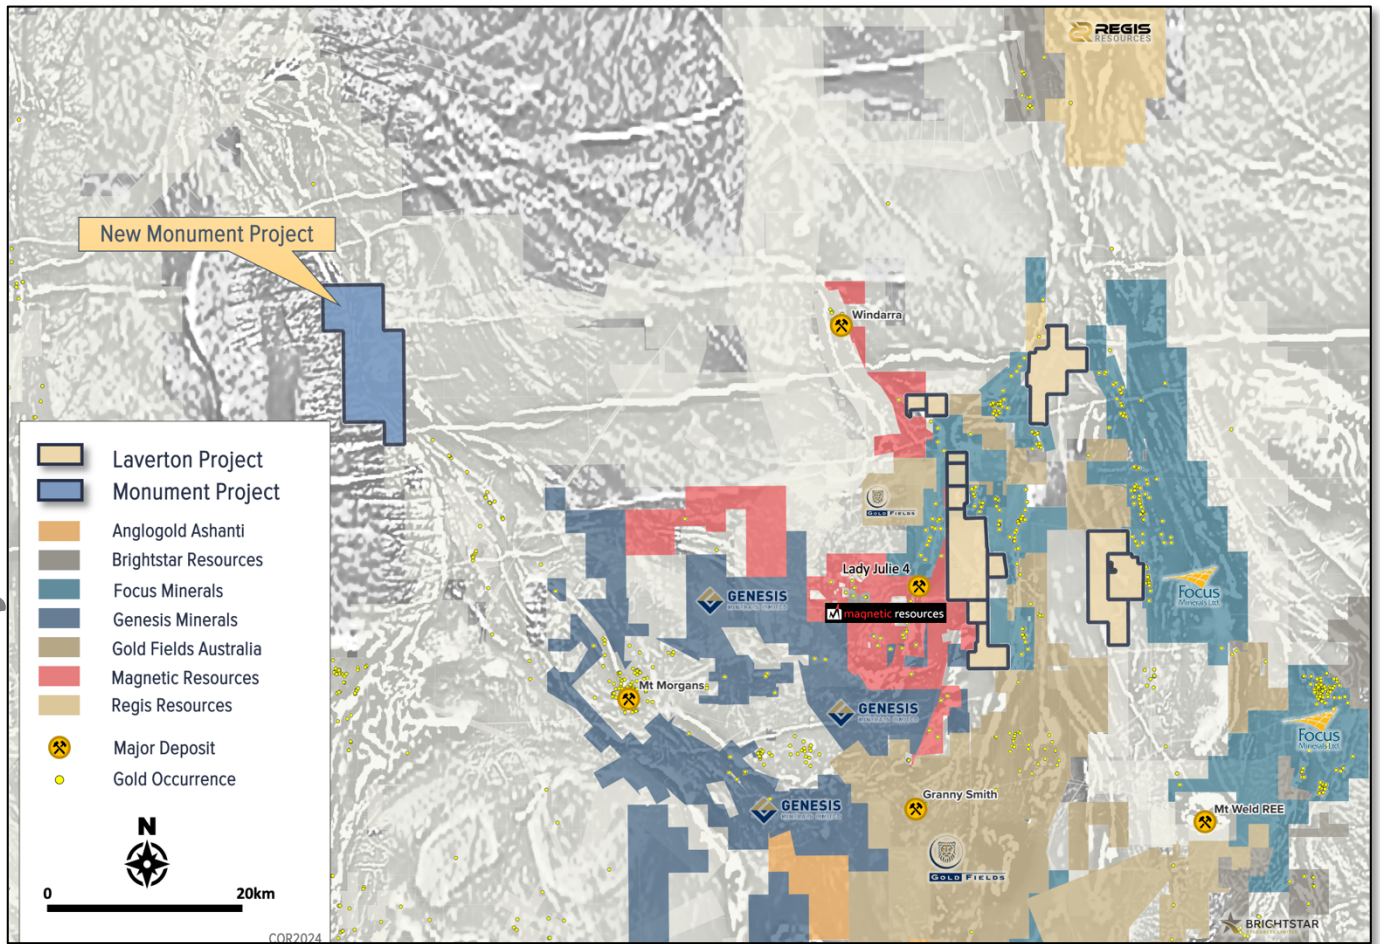 REGIS
RESOURCES
New Monument Project
Windarra
GOLD FIELDS
Lady Julie 4
magnetic resources
GENESIS
Focus
Minerals Ltd
Mt Morgans
GENESIS
Focus
Minerals Ltd
GENESIS
Granny Smith
Mt Weld REE
GOLD FIELDS
BRIGHTSTAR
Laverton Project
Monument Project
Anglogold Ashanti
Brightstar Resources
Focus Minerals
Genesis Minerals
Gold Fields Australia
Magnetic Resources
Regis Resources
Major Deposit
Gold Occurrence
N
0 20km
COR2024